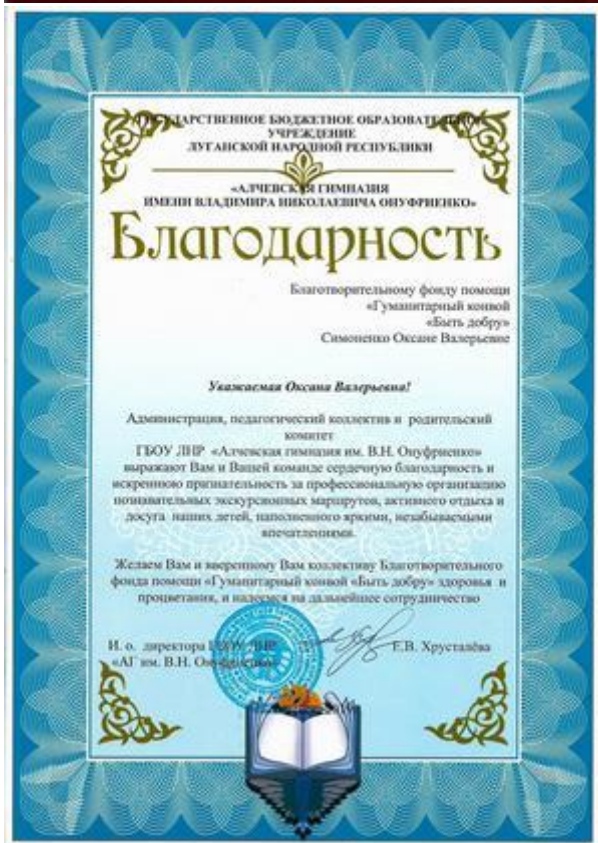 ГОСУДАРСТВЕННОЕ БЮДЖЕТНОЕ ОБРАЗОВАТЕЛЬНОЕ
УЧРЕЖДЕНИЕ
ЛУГАНСКОЙ НАРОДНОЙ РЕСПУБЛИКИ
«АЛЧЕВСКАЯ ГИМНАЗИЯ
ИМЕНИ ВЛАДИМИРА НИКОЛАЕВИЧА ОНУФРИЕНКО»
Благодарность
Благотворительному фонду помощи
«Гуманитарный конвой
«Быть добру»
Симоненко Оксане Валерьевне
Уважаемая Оксана Валерьевна!
Администрация, педагогический коллектив и родительский
комитет
ГБОУ ЛНР «Алчевская гимназия им. В.Н. Онуфриенко»
выражают Вам и Вашей команде сердечную благодарность и
искреннюю признательность за профессиональную организацию
познавательных экскурсионных маршрутов, активного отдыха и
досуга наших детей, наполненного яркими, незабываемыми
впечатлениями.
Желаем Вам и вверенному Вам коллективу Благотворительного
фонда помощи «Гуманитарный конвой «Быть добру» здоровья и
процветания, и надеемся на дальнейшее сотрудничество
И. о. директора ГБОУ ЛНР Е.В. Хрусталёва
«АГ им. В.Н. Онуфриенко»